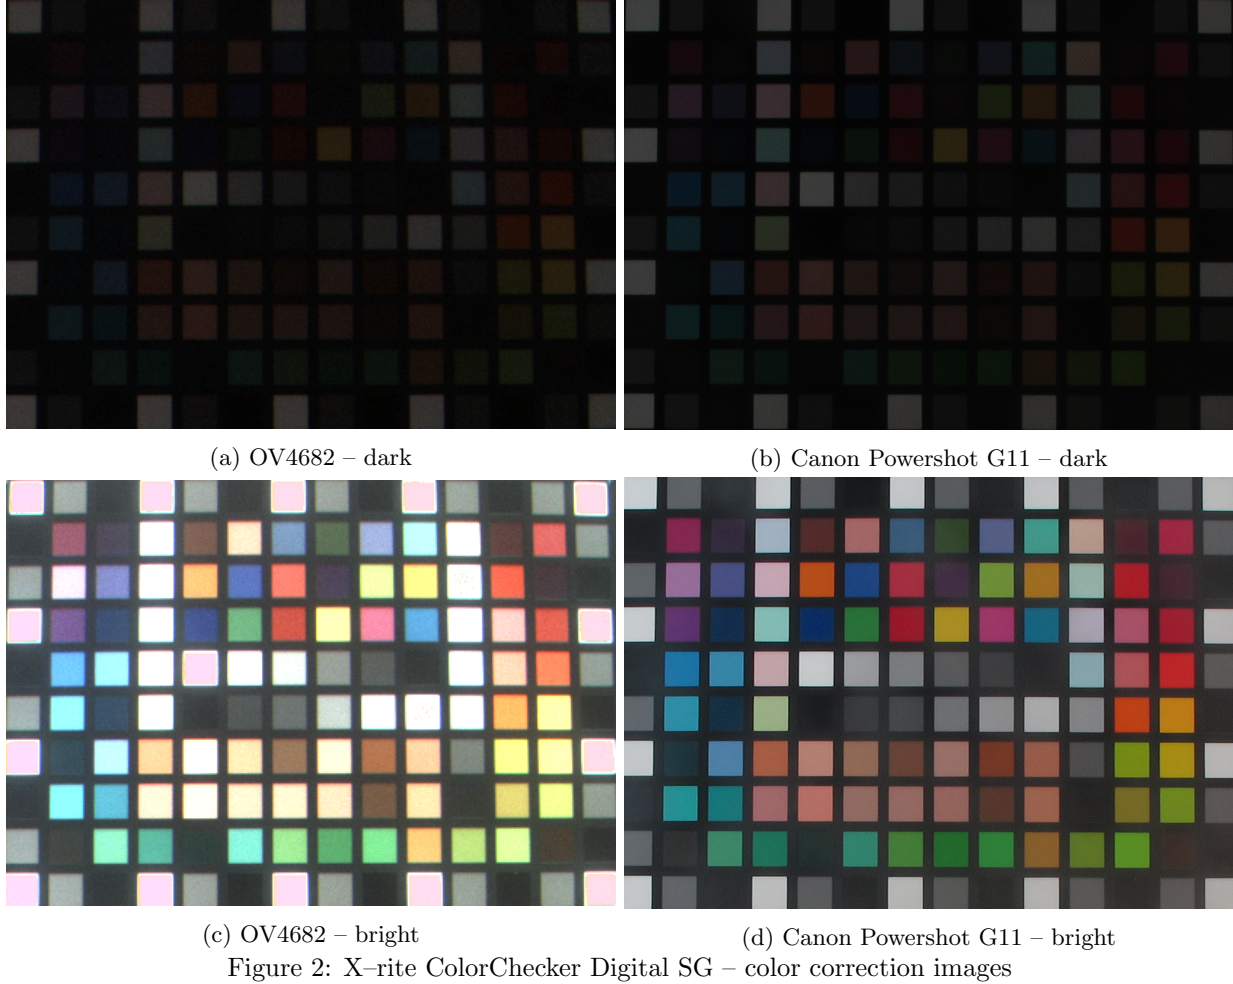 (a) OV4682 – dark
(b) Canon Powershot G11 – dark
(c) OV4682 – bright
(d) Canon Powershot G11 – bright
Figure 2: X–rite ColorChecker Digital SG – color correction images